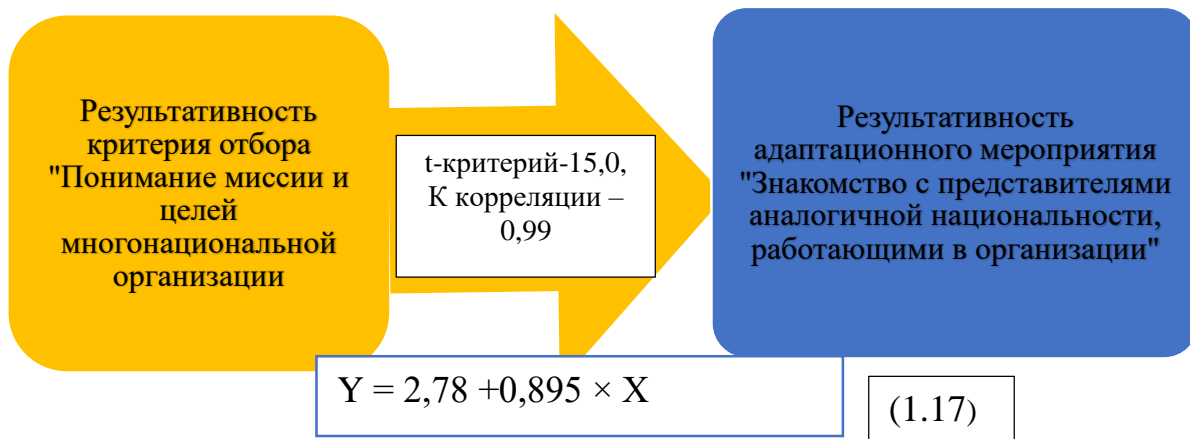 Результативность
критерия отбора
"Понимание миссии и
целей
многонациональной
организации
t-критерий-15,0,
К корреляции –
0,99
Результативность
адаптационного мероприятия
"Знакомство с представителями
аналогичной национальности,
работающими в организации"
Y = 2,78 +0,895 × X
(1.17)